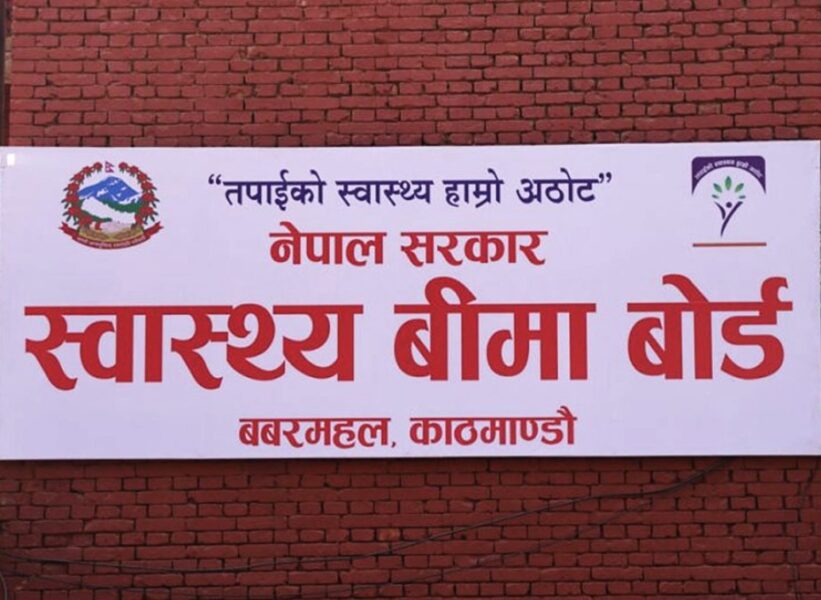 “तपाईको स्वास्थ्य हाम्रो अठोट”
नेपाल सरकार
स्वास्थ्य बीमा बोर्ड
बबरमहल, काठमाण्डौ